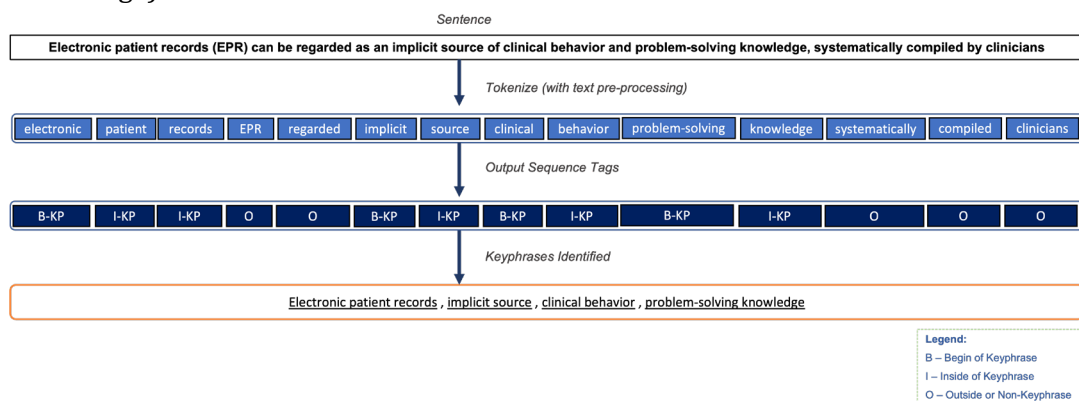 Sentence
Electronic patient records (EPR) can be regarded as an implicit source of clinical behavior and problem-solving knowledge, systematically compiled by clinicians
Tokenize (with text pre-processing)
electronic patient records EPR regarded implicit source clinical behavior problem-solving knowledge systematically compiled clinicians
Output Sequence Tags
B-KP I-KP I-KP O O B-KP I-KP B-KP I-KP B-KP I-KP O O O
Keyphrases Identified
Electronic patient records , implicit source , clinical behavior , problem-solving knowledge
Legend:
B – Begin of Keyphrase
I – Inside of Keyphrase
O – Outside or Non-Keyphrase